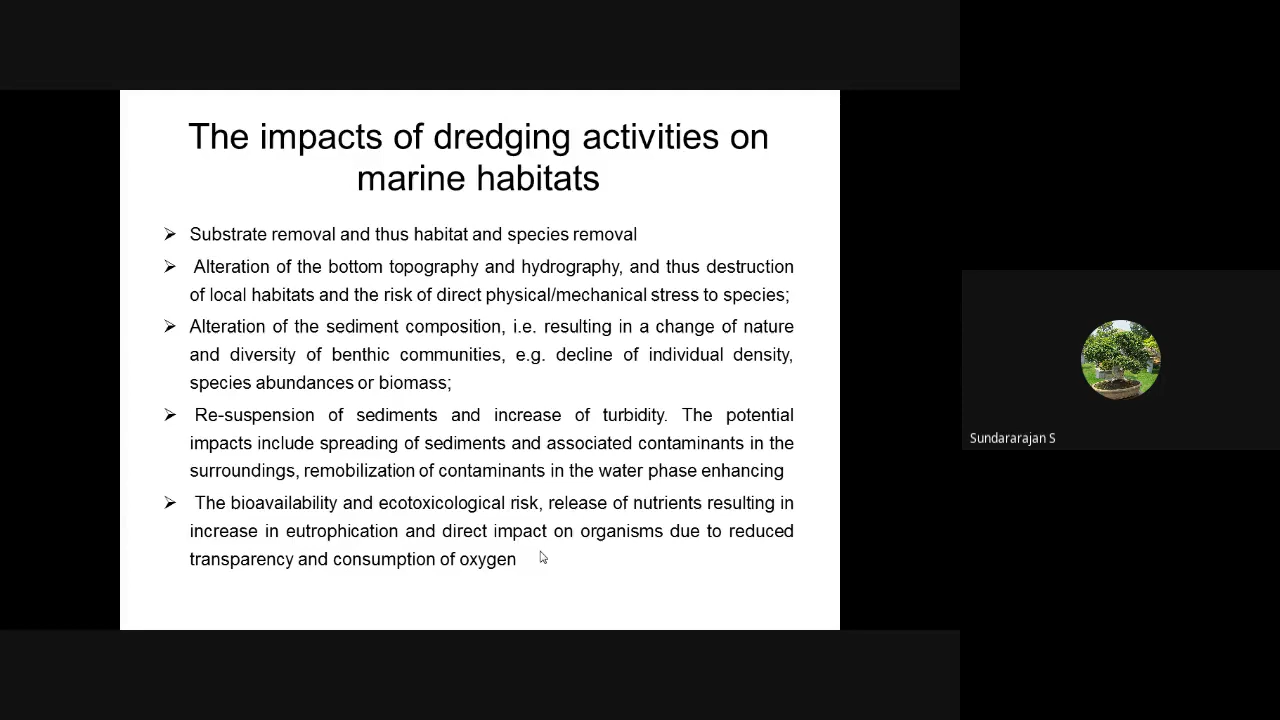 The impacts of dredging activities on
marine habitats
➢ Substrate removal and thus habitat and species removal
➢ Alteration of the bottom topography and hydrography, and thus destruction
of local habitats and the risk of direct physical/mechanical stress to species;
➢ Alteration of the sediment composition, i.e. resulting in a change of nature
and diversity of benthic communities, e.g. decline of individual density,
species abundances or biomass;
➢ Re-suspension of sediments and increase of turbidity. The potential
impacts include spreading of sediments and associated contaminants in the
surroundings, remobilization of contaminants in the water phase enhancing
➢ The bioavailability and ecotoxicological risk, release of nutrients resulting in
increase in eutrophication and direct impact on organisms due to reduced
transparency and consumption of oxygen
Sundararajan S